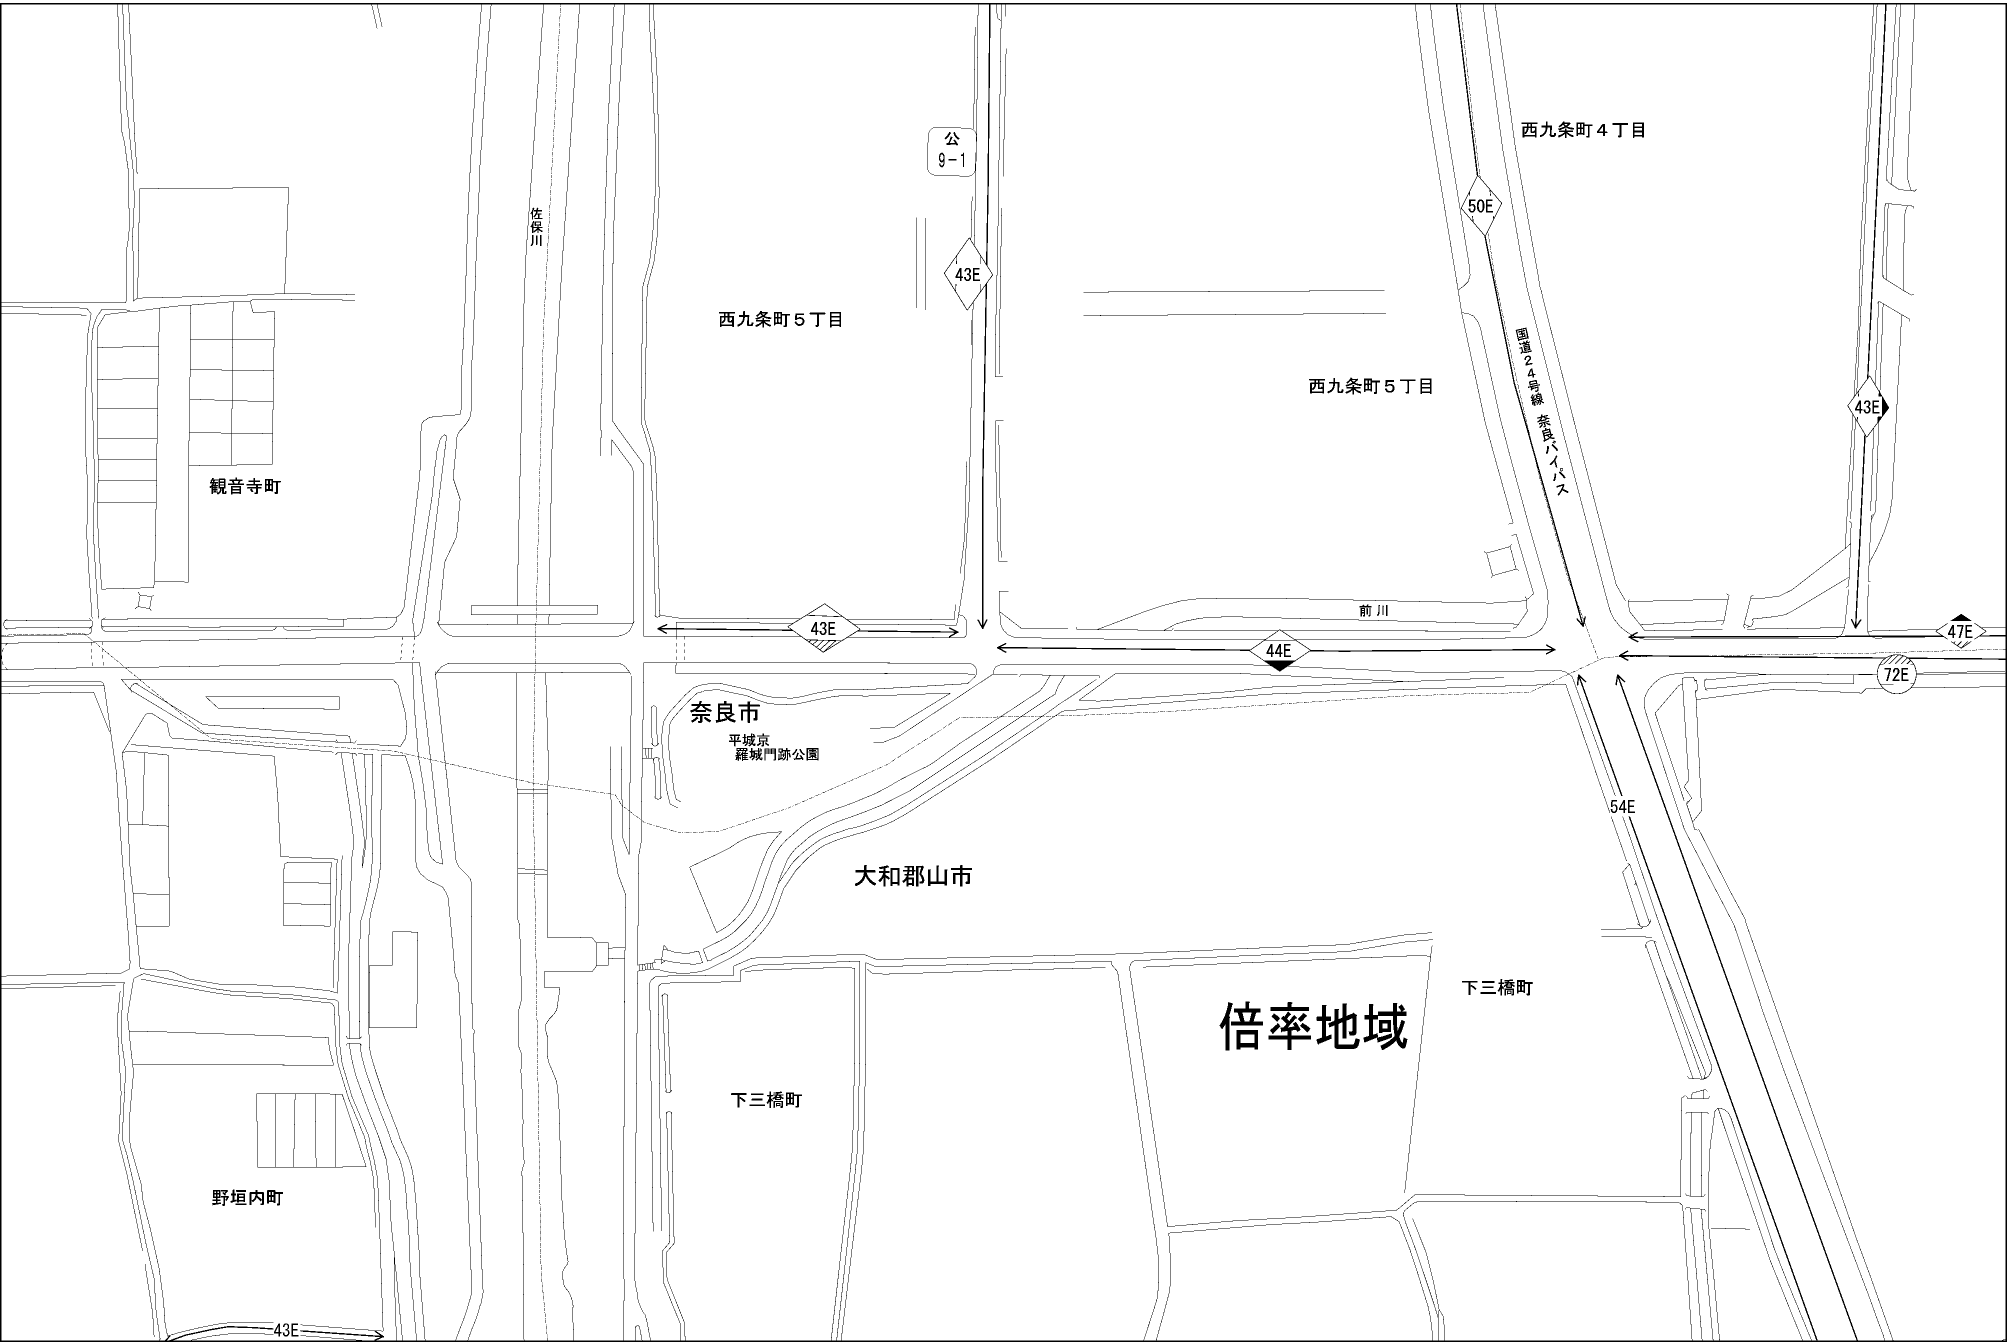 公
9-1
西九条町４丁目
50E
佐保川
43E
西九条町５丁目
国道２４号線 奈良バイパス
西九条町５丁目
43E
観音寺町
前川
43E
47E
44E
72E
奈良市
平城京
羅城門跡公園
54E
大和郡山市
下三橋町
倍率地域
下三橋町
野垣内町
43E